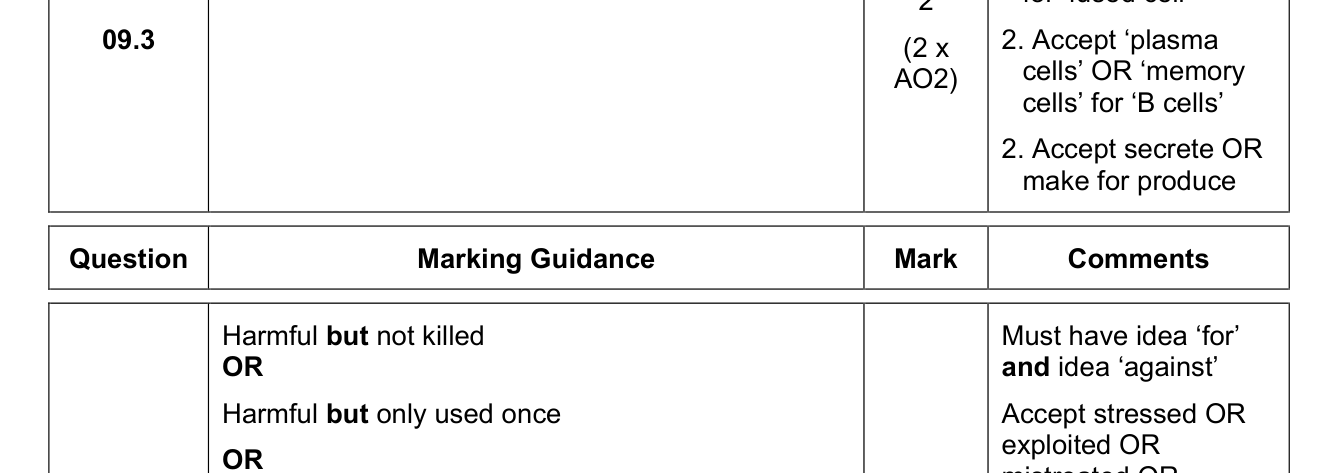 2
09.3
(2 x
AO2)
2. Accept ‘plasma
cells’ OR ‘memory
cells’ for ‘B cells’
2. Accept secrete OR
make for produce
Question Marking Guidance Mark Comments
Harmful but not killed
OR
Harmful but only used once
OR
Must have idea ‘for’
and idea ‘against’
Accept stressed OR
exploited OR